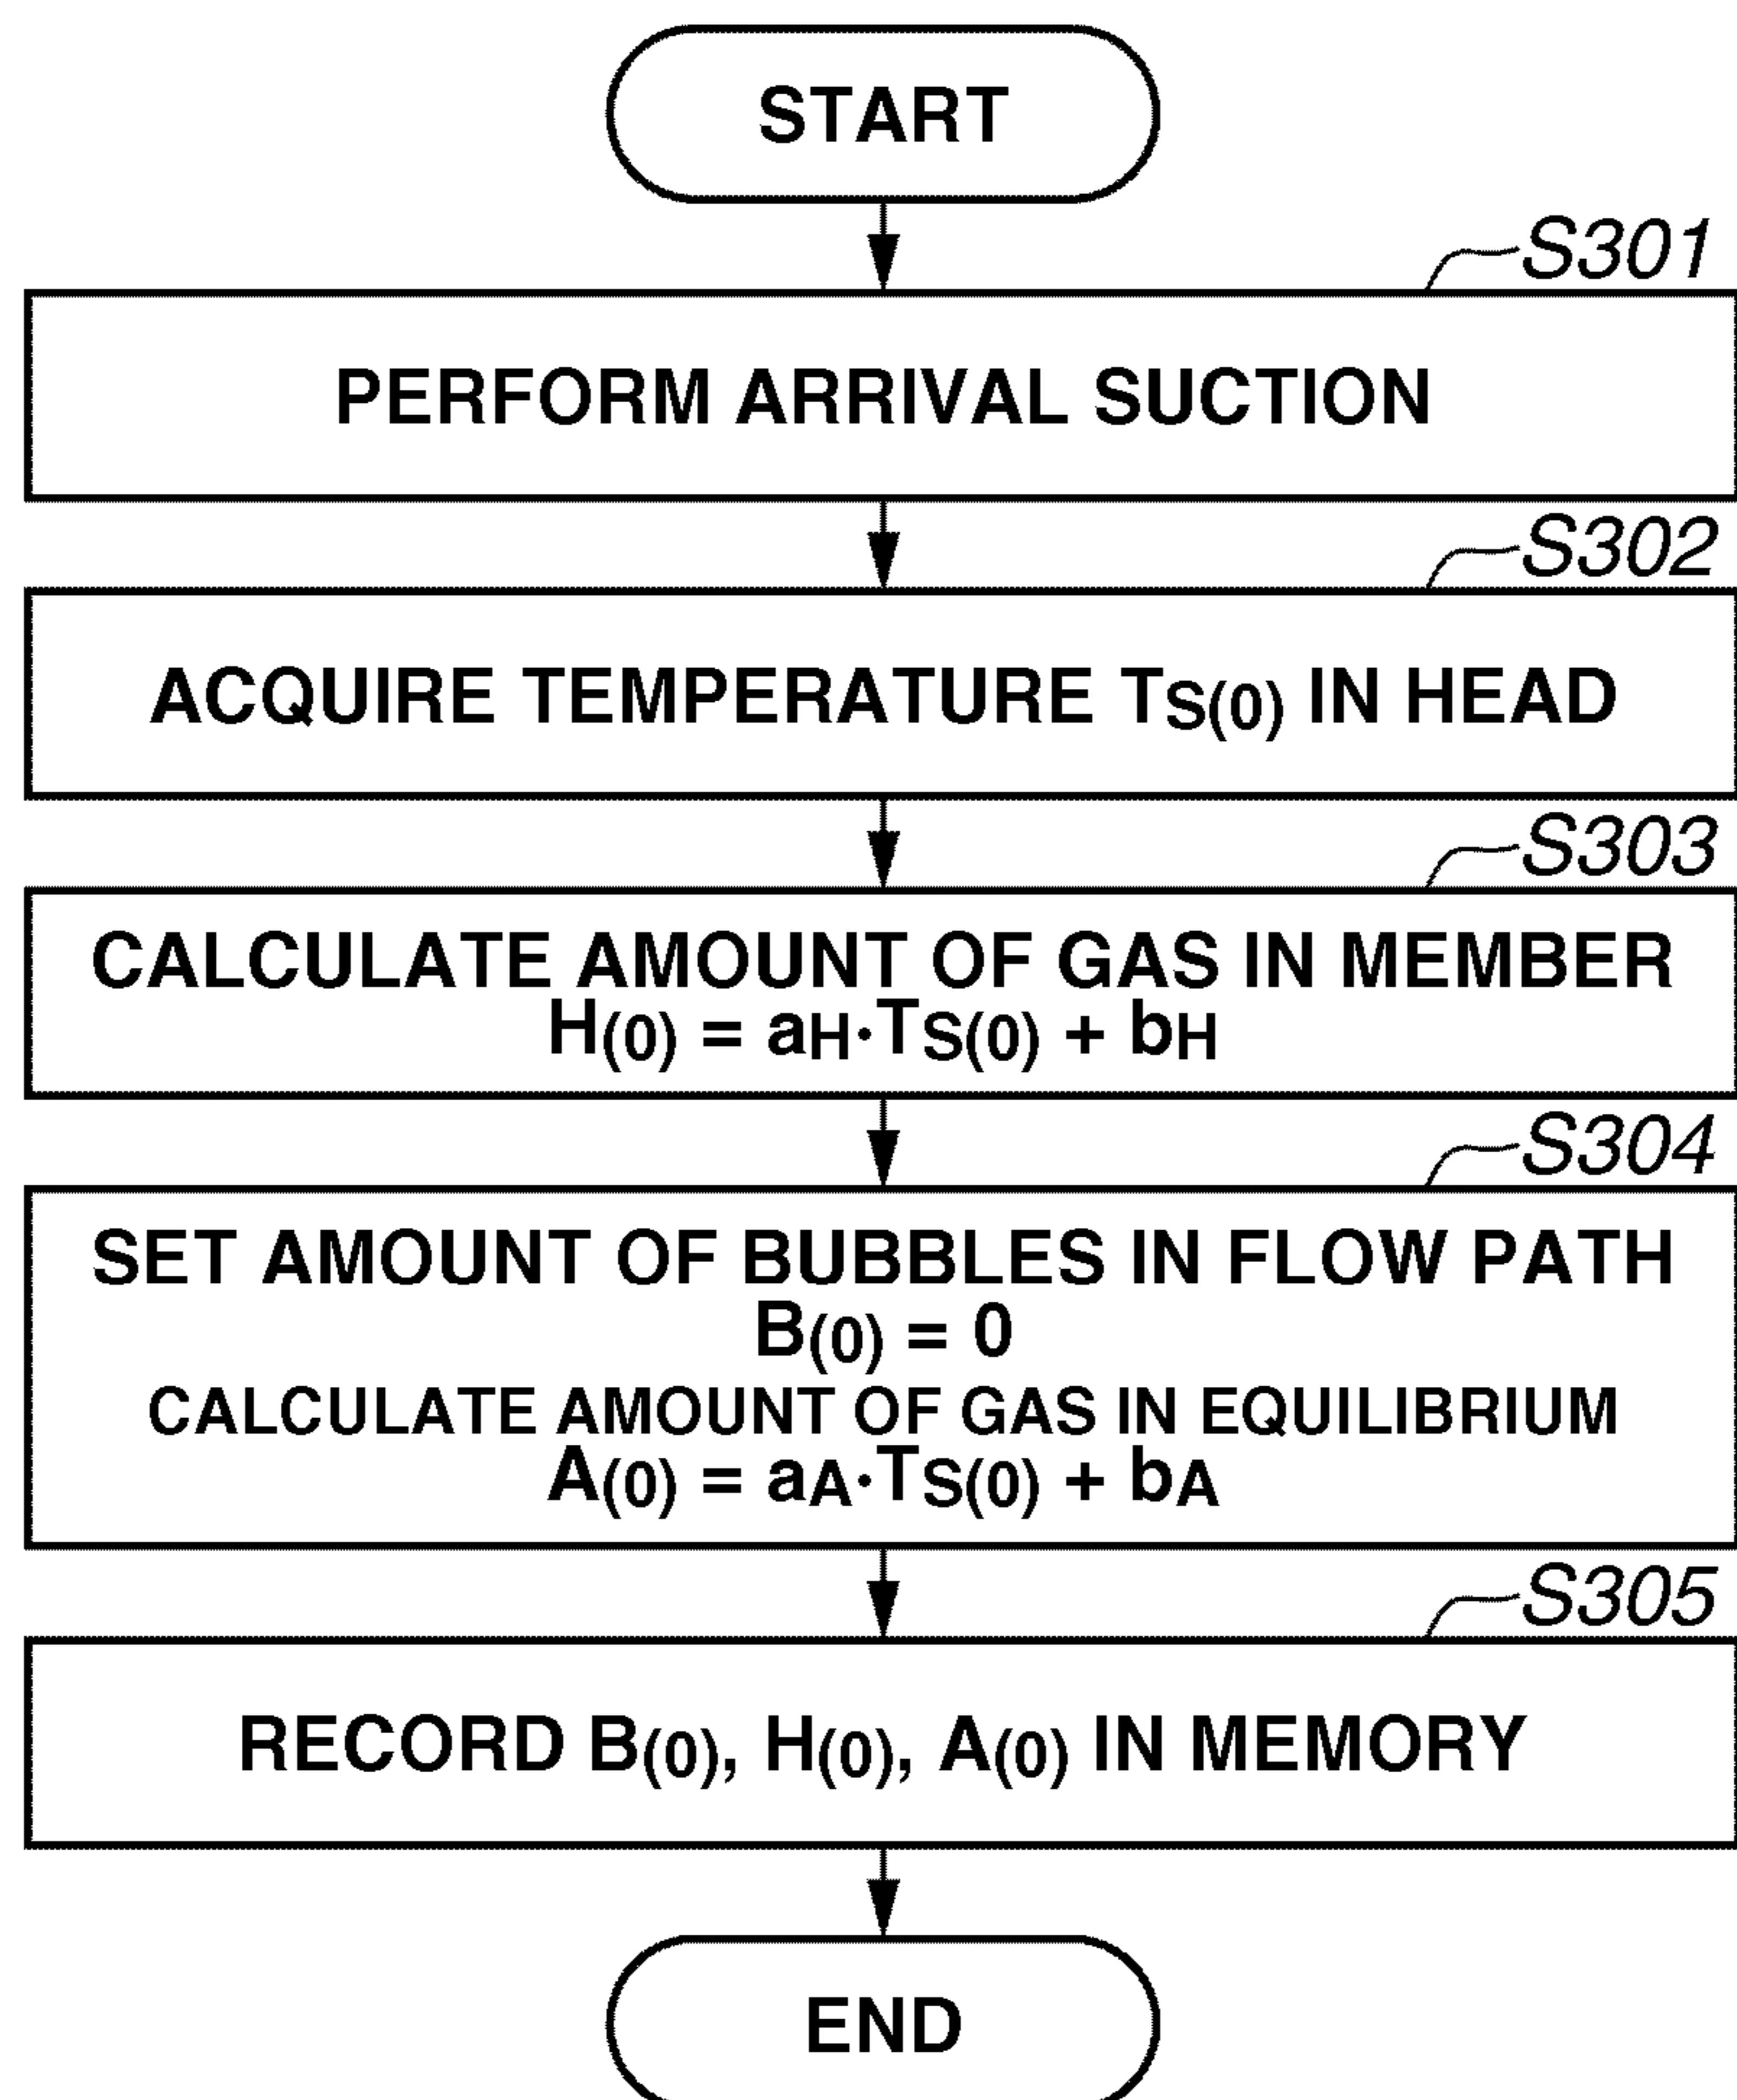 START
S301
PERFORM ARRIVAL SUCTION
S302
ACQUIRE TEMPERATURE TS(0) IN HEAD
S303
CALCULATE AMOUNT OF GAS IN MEMBER
H(0) = aH·TS(0) + bH
S304
SET AMOUNT OF BUBBLES IN FLOW PATH
B(0) = 0
CALCULATE AMOUNT OF GAS IN EQUILIBRIUM
A(0) = aA·TS(0) + bA
S305
RECORD B(0), H(0), A(0) IN MEMORY
END